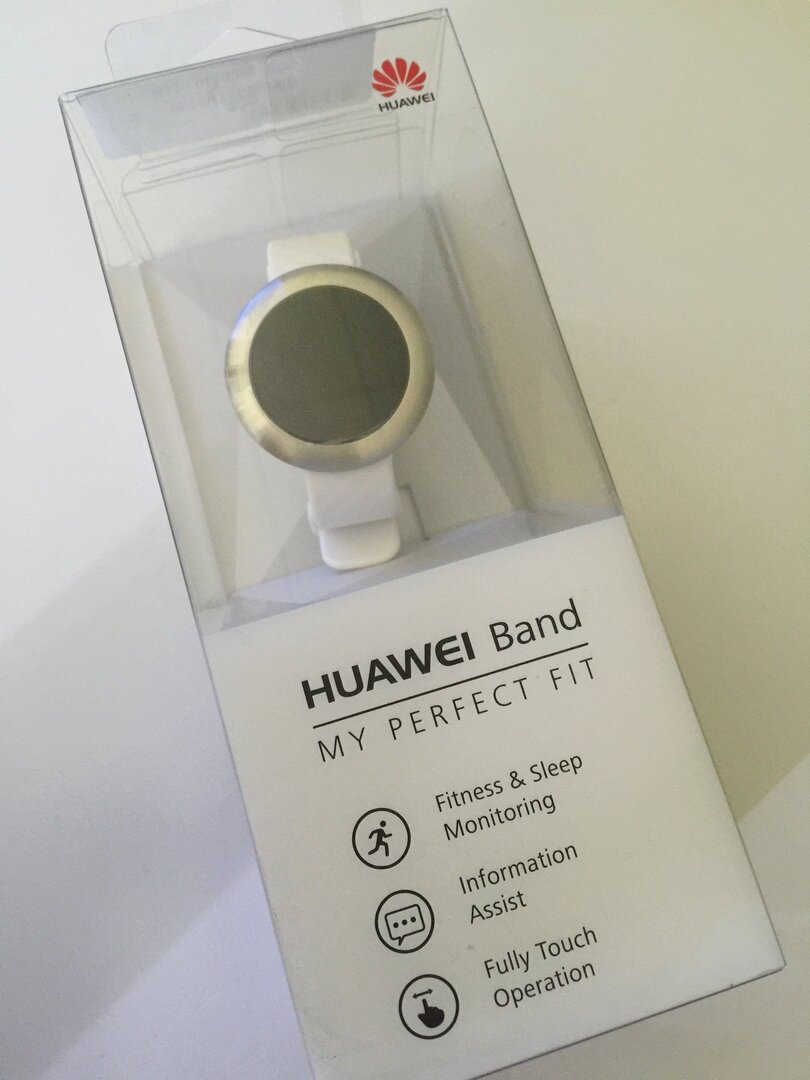 HUAWEI
HUAWEI Band
MY PERFECT FIT
Fitness & Sleep
Monitoring
Information
Assist
Fully Touch
Operation